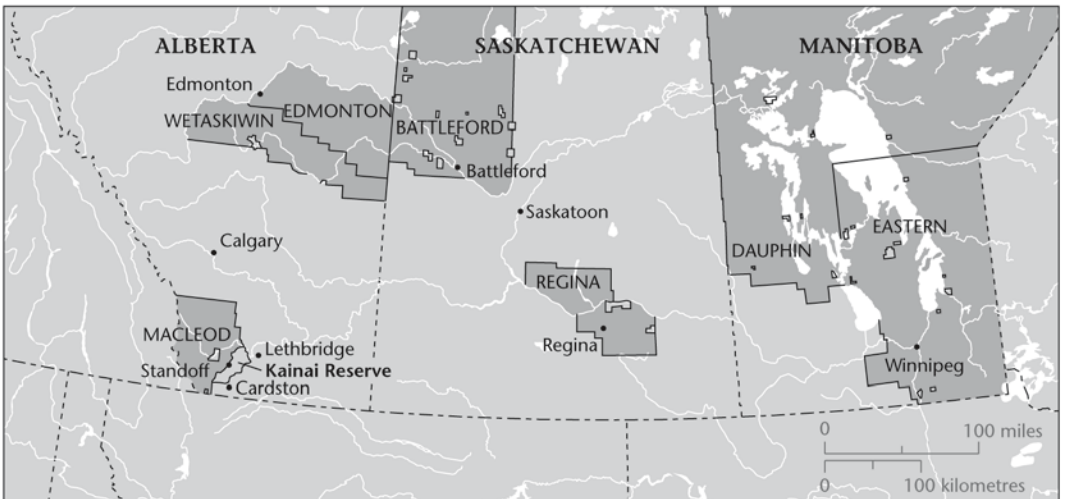 ALBERTA
SASKATCHEWAN
MANITOBA
Edmonton
EDMONTON
WETASKIWIN
BATTLEFORD
Battleford
Saskatoon
Calgary
EASTERN
DAUPHIN
REGINA
MACLEOD
Regina
Lethbridge
Standoff
Kainai Reserve
Winnipeg
Cardston
0 100 miles
0 100 kilometres